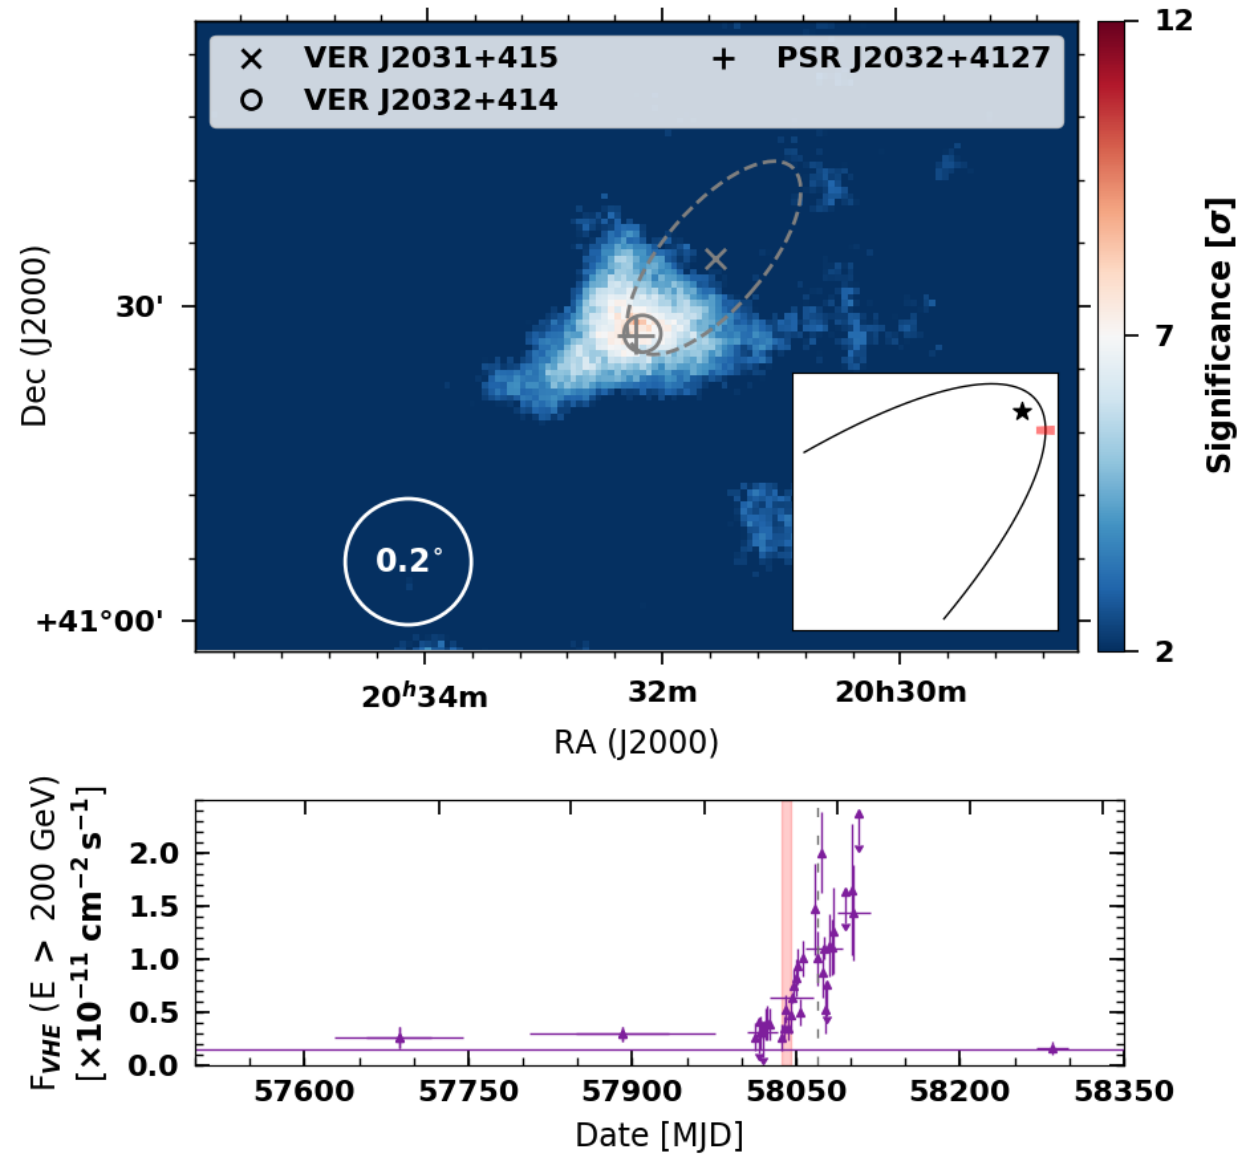 VER J2031+415
PSR J2032+4127
VER J2032+414
12
7
2
Significance [σ]
Dec (J2000)
30'
+41°00'
0.2°
20ʰ34m
32m
20h30m
RA (J2000)
F_VHE (E > 200 GeV)
[×10⁻¹¹ cm⁻² s⁻¹]
2.0
1.5
1.0
0.5
0.0
57600
57750
57900
58050
58200
58350
Date [MJD]